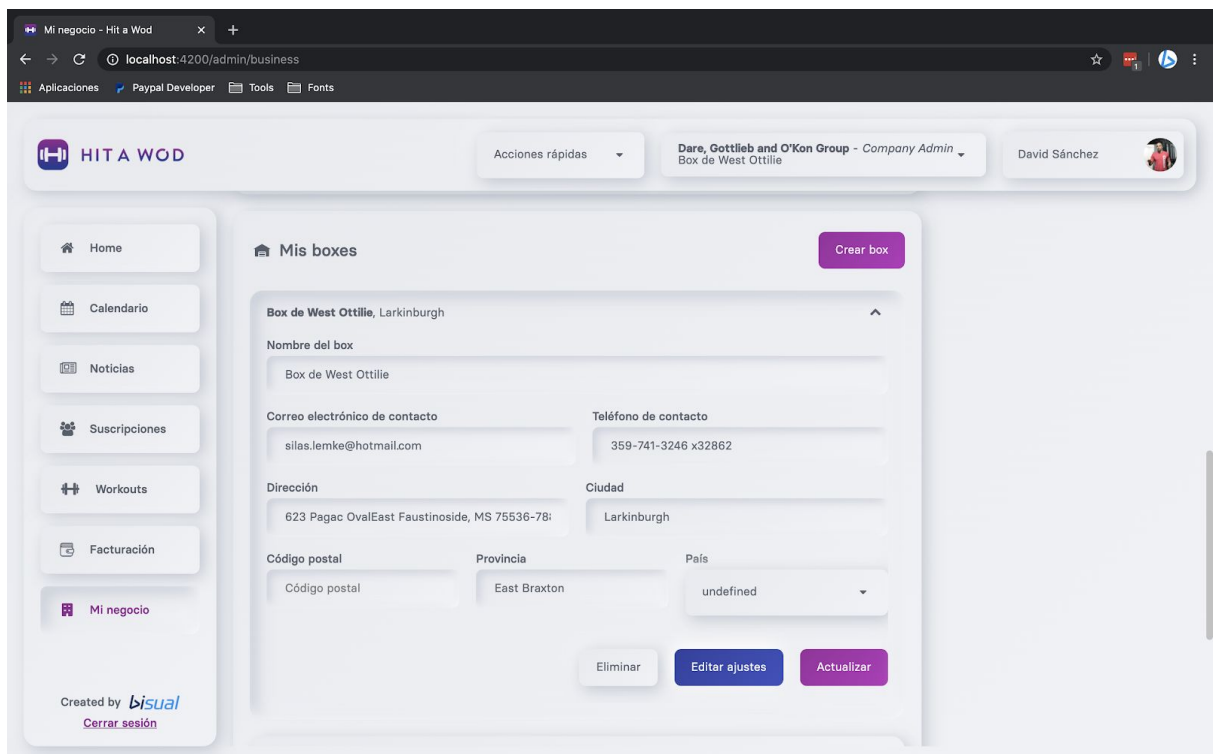 Mi negocio - Hit a Wod
localhost:4200/admin/business
1
Aplicaciones Paypal Developer Tools Fonts
HIT A WOD
Acciones rápidas
Dare, Gottlieb and O'Kon Group - Company Admin
Box de West Ottilie
David Sánchez
Home
Calendario
Noticias
Suscripciones
Workouts
Facturación
Mi negocio
Created by bisual
Cerrar sesión
Mis boxes
Crear box
Box de West Ottilie, Larkinburgh
Nombre del box
Box de West Ottilie
Correo electrónico de contacto Teléfono de contacto
silas.lemke@hotmail.com 359-741-3246 x32862
Dirección Ciudad
623 Pagac OvalEast Faustinoside, MS 75536-78 Larkinburgh
Código postal Provincia País
Código postal East Braxton undefined
Eliminar Editar ajustes Actualizar